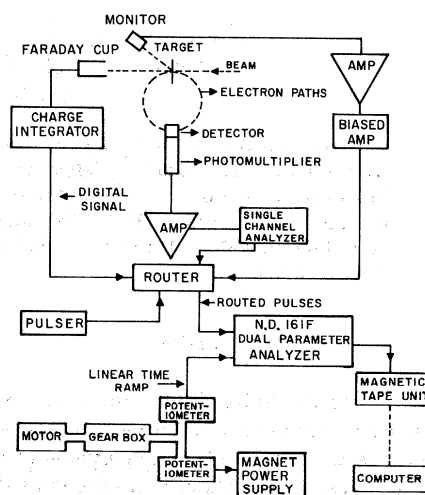 MONITOR
FARADAY CUP
TARGET
BEAM
AMP
ELECTRON PATHS
CHARGE
INTEGRATOR
DETECTOR
BIASED
AMP
PHOTOMULTIPLIER
DIGITAL
SIGNAL
AMP
SINGLE
CHANNEL
ANALYZER
ROUTER
ROUTED PULSES
PULSER
N.D. 161F
DUAL PARAMETER
ANALYZER
LINEAR TIME
RAMP
MAGNETIC
TAPE UNIT
POTENT-
IOMETER
MOTOR
GEAR BOX
POTENT-
IOMETER
MAGNET
POWER
SUPPLY
COMPUTER